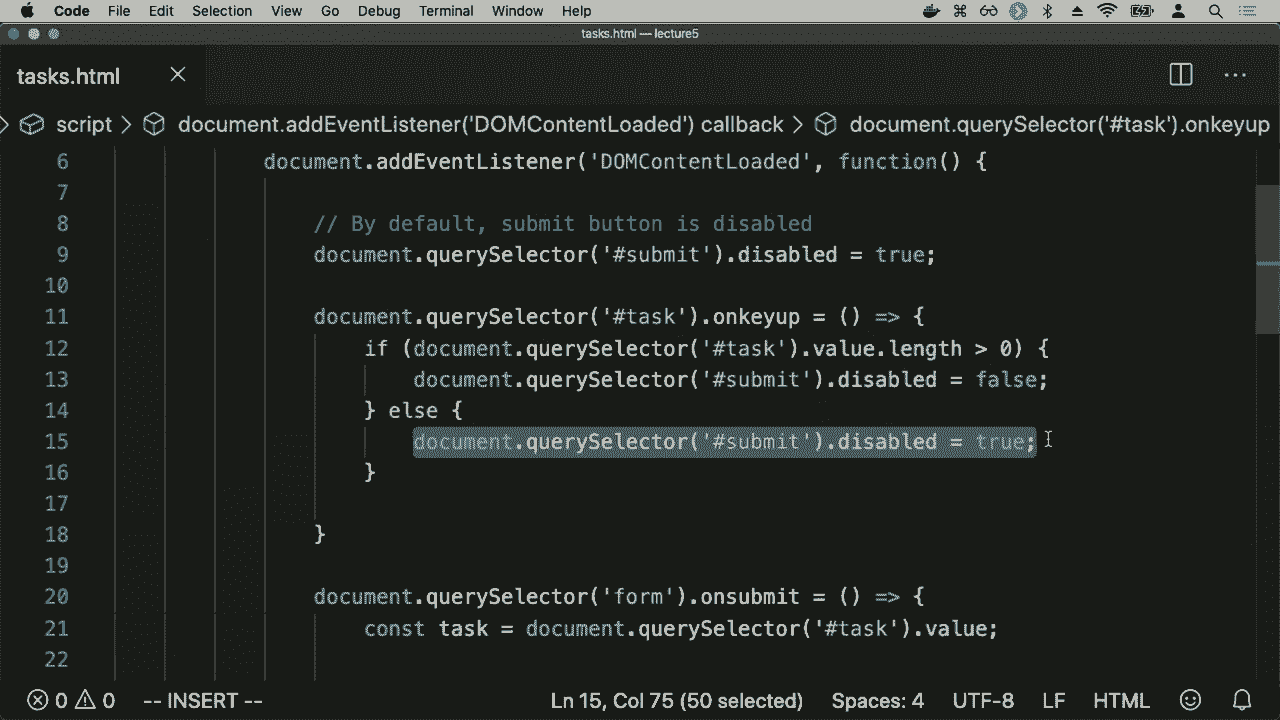 Code File Edit Selection View Go Debug Terminal Window Help
tasks.html — lecture5
tasks.html
script document.addEventListener('DOMContentLoaded') callback document.querySelector('#task').onkeyup
6 document.addEventListener('DOMContentLoaded', function() {
7
8 // By default, submit button is disabled
9 document.querySelector('#submit').disabled = true;
10
11 document.querySelector('#task').onkeyup = () => {
12 if (document.querySelector('#task').value.length > 0) {
13 document.querySelector('#submit').disabled = false;
14 } else {
15 document.querySelector('#submit').disabled = true;
16 }
17
18 }
19
20 document.querySelector('form').onsubmit = () => {
21 const task = document.querySelector('#task').value;
22
0 0 -- INSERT -- Ln 15, Col 75 (50 selected) Spaces: 4 UTF-8 LF HTML